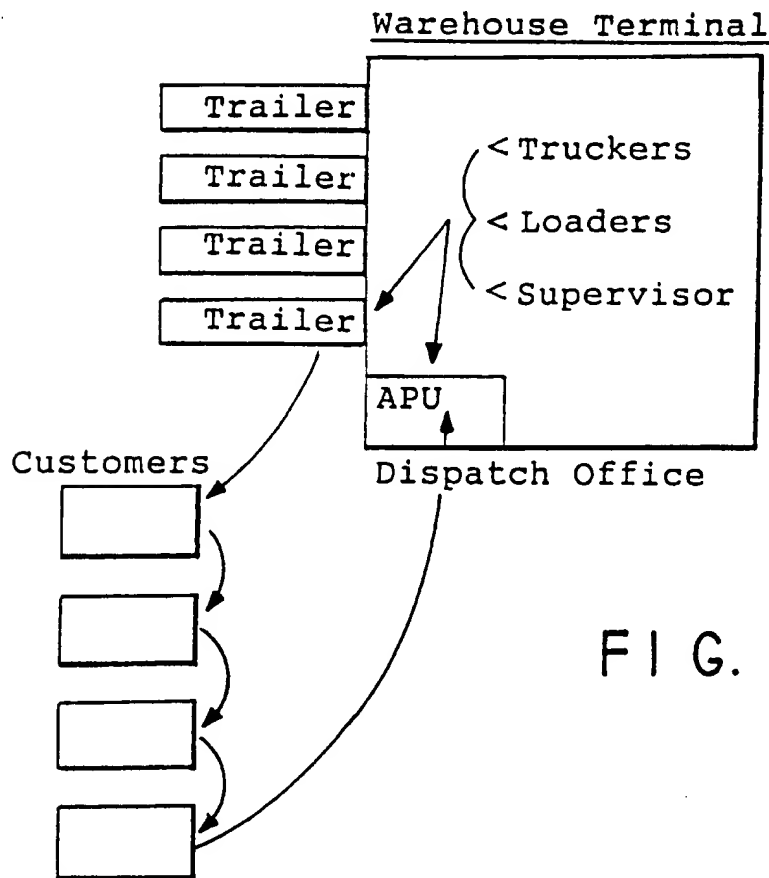 Warehouse Terminal
Trailer
Trailer
Trailer
Trailer
< Truckers
< Loaders
< Supervisor
APU
Customers
Dispatch Office
FIG.